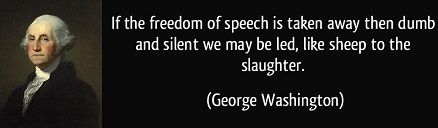 If the freedom of speech is taken away then dumb
and silent we may be led, like sheep to the
slaughter.
(George Washington)